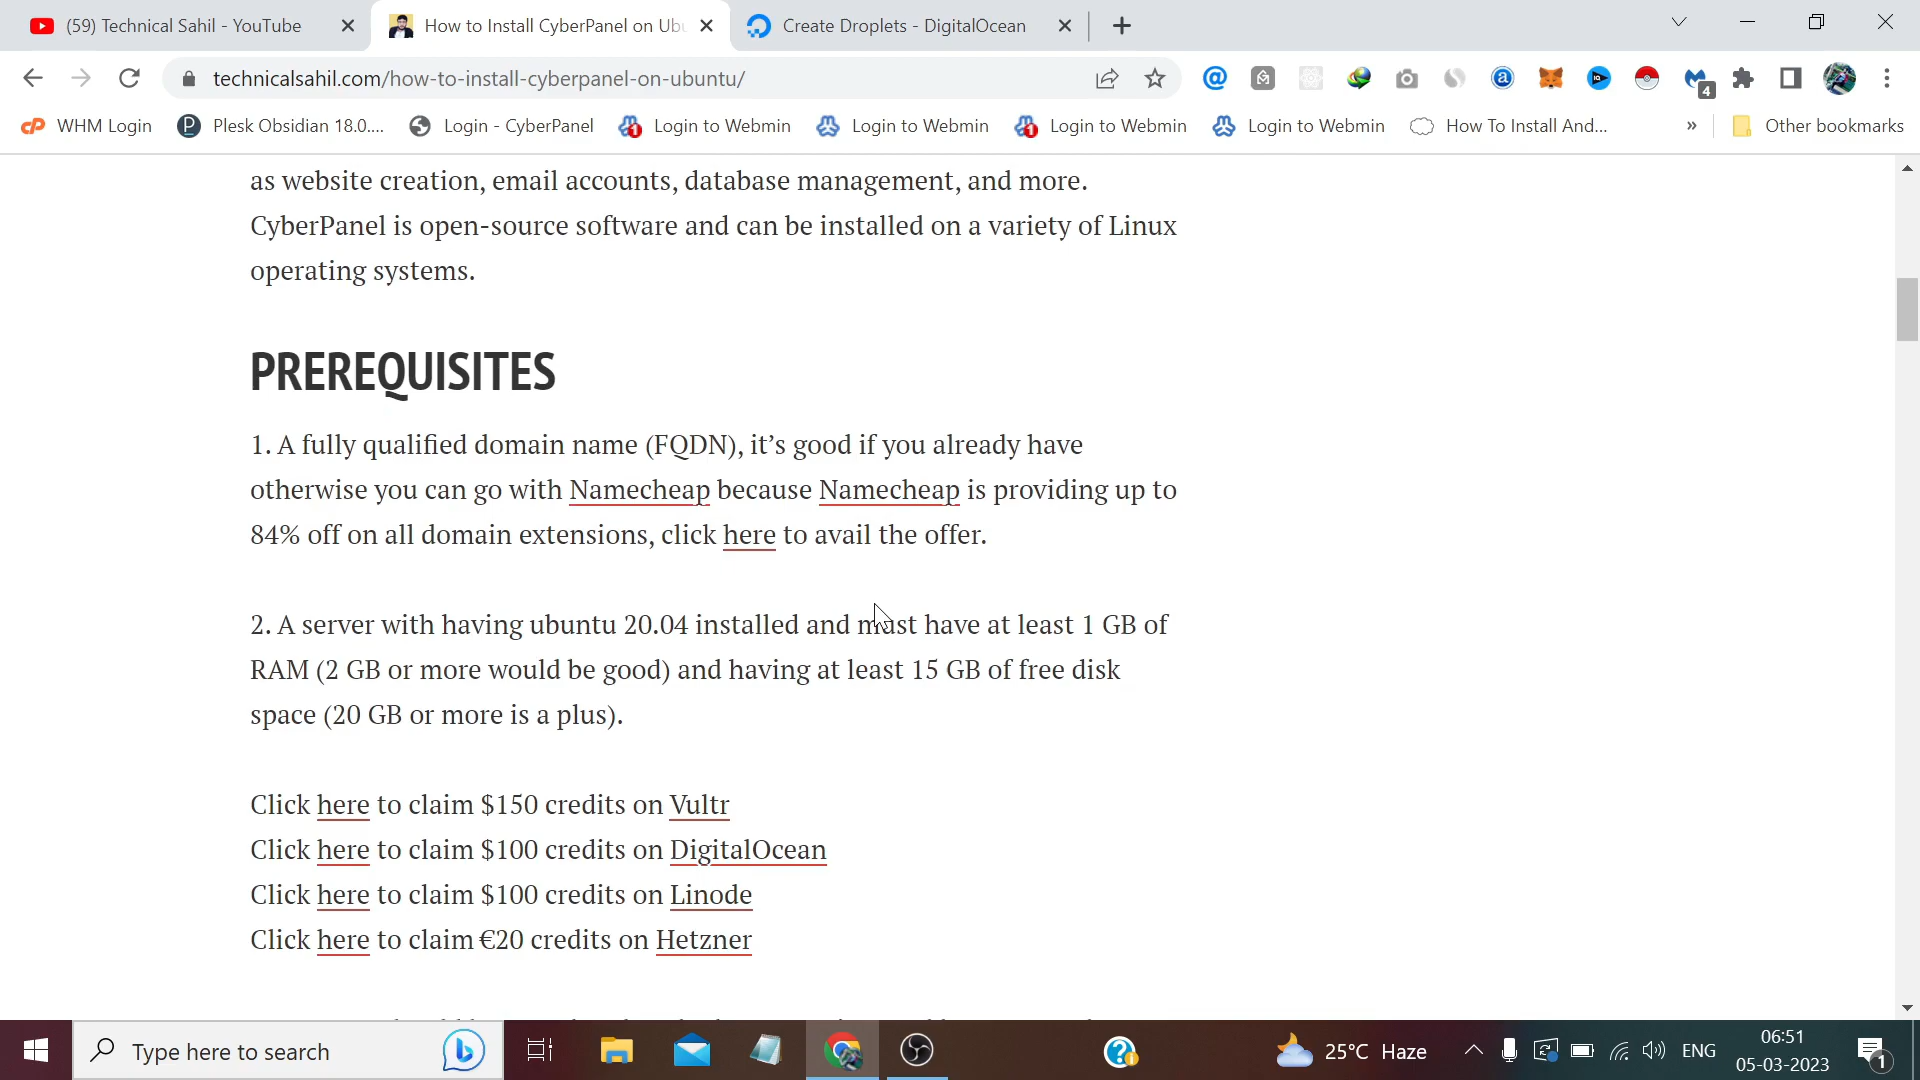 (59) Technical Sahil - YouTube
How to Install CyberPanel on Ubu
Create Droplets - DigitalOcean
technicalsahil.com/how-to-install-cyberpanel-on-ubuntu/
4
WHM Login
Plesk Obsidian 18.0....
Login - CyberPanel
Login to Webmin
Login to Webmin
Login to Webmin
Login to Webmin
How To Install And...
»
Other bookmarks
as website creation, email accounts, database management, and more.
CyberPanel is open-source software and can be installed on a variety of Linux
operating systems.
PREREQUISITES
1. A fully qualified domain name (FQDN), it’s good if you already have
otherwise you can go with Namecheap because Namecheap is providing up to
84% off on all domain extensions, click here to avail the offer.
2. A server with having ubuntu 20.04 installed and must have at least 1 GB of
RAM (2 GB or more would be good) and having at least 15 GB of free disk
space (20 GB or more is a plus).
Click here to claim $150 credits on Vultr
Click here to claim $100 credits on DigitalOcean
Click here to claim $100 credits on Linode
Click here to claim €20 credits on Hetzner
Type here to search
25°C Haze
ENG
06:51
05-03-2023
1